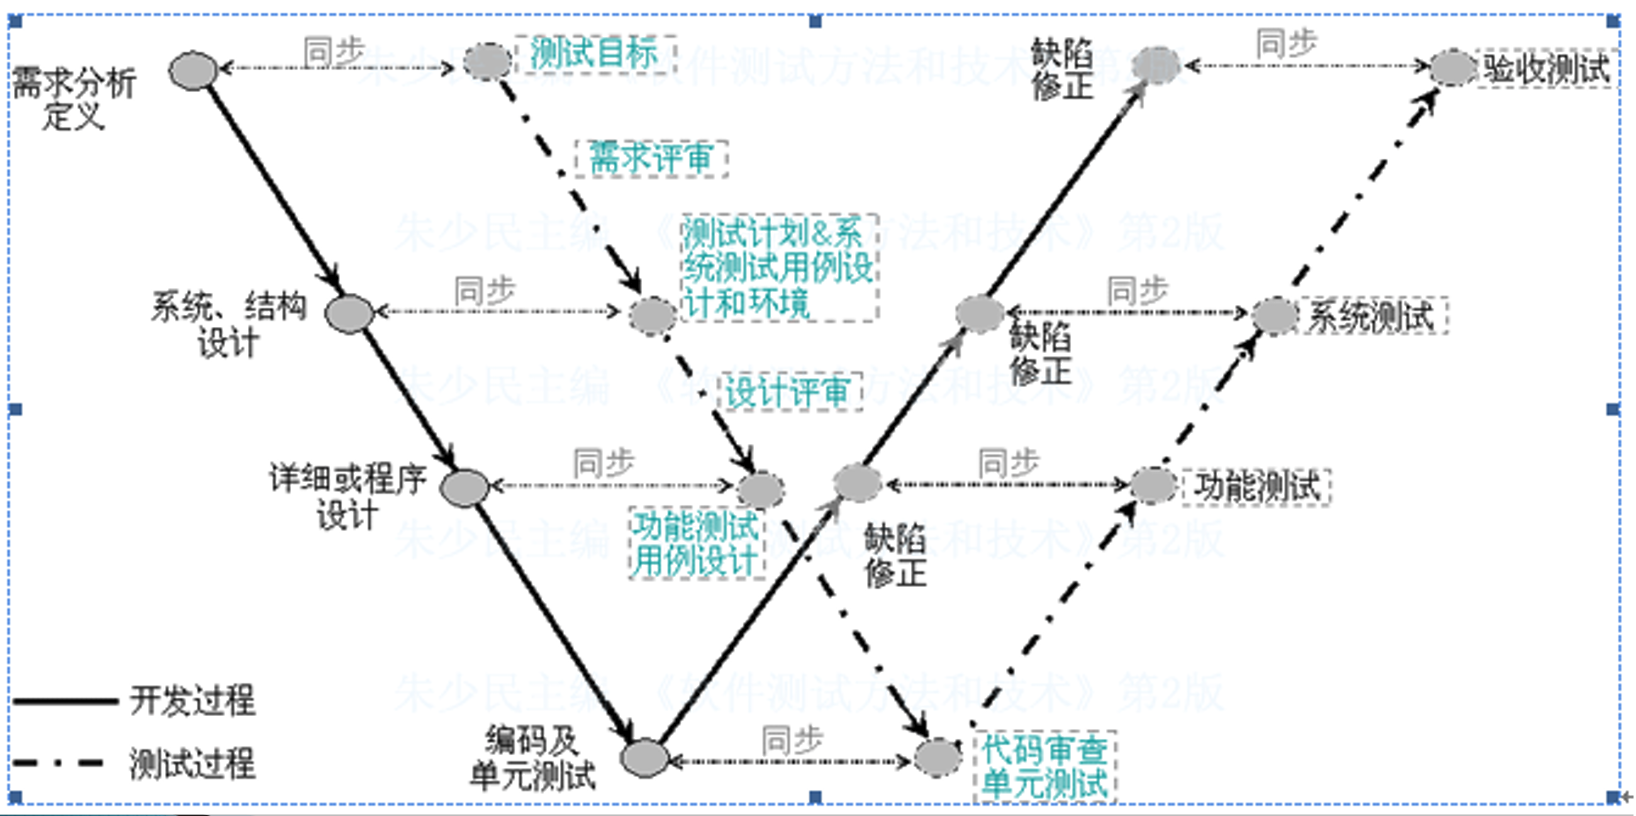 同步
测试目标
需求分析
定义
缺陷
修正
同步
验收测试
需求评审
测试计划&系
统测试用例设
计和环境
系统、结构
设计
同步
缺陷
修正
同步
系统测试
设计评审
详细或程序
设计
同步
功能测试
用例设计
缺陷
修正
同步
功能测试
开发过程
测试过程
编码及
单元测试
同步
代码审查
单元测试
朱少民主编 《软件测试方法和技术》第2版
朱少民主编 《软件测试方法和技术》第2版
朱少民主编 《软件测试方法和技术》第2版
朱少民主编 《软件测试方法和技术》第2版
朱少民主编 《软件测试方法和技术》第2版